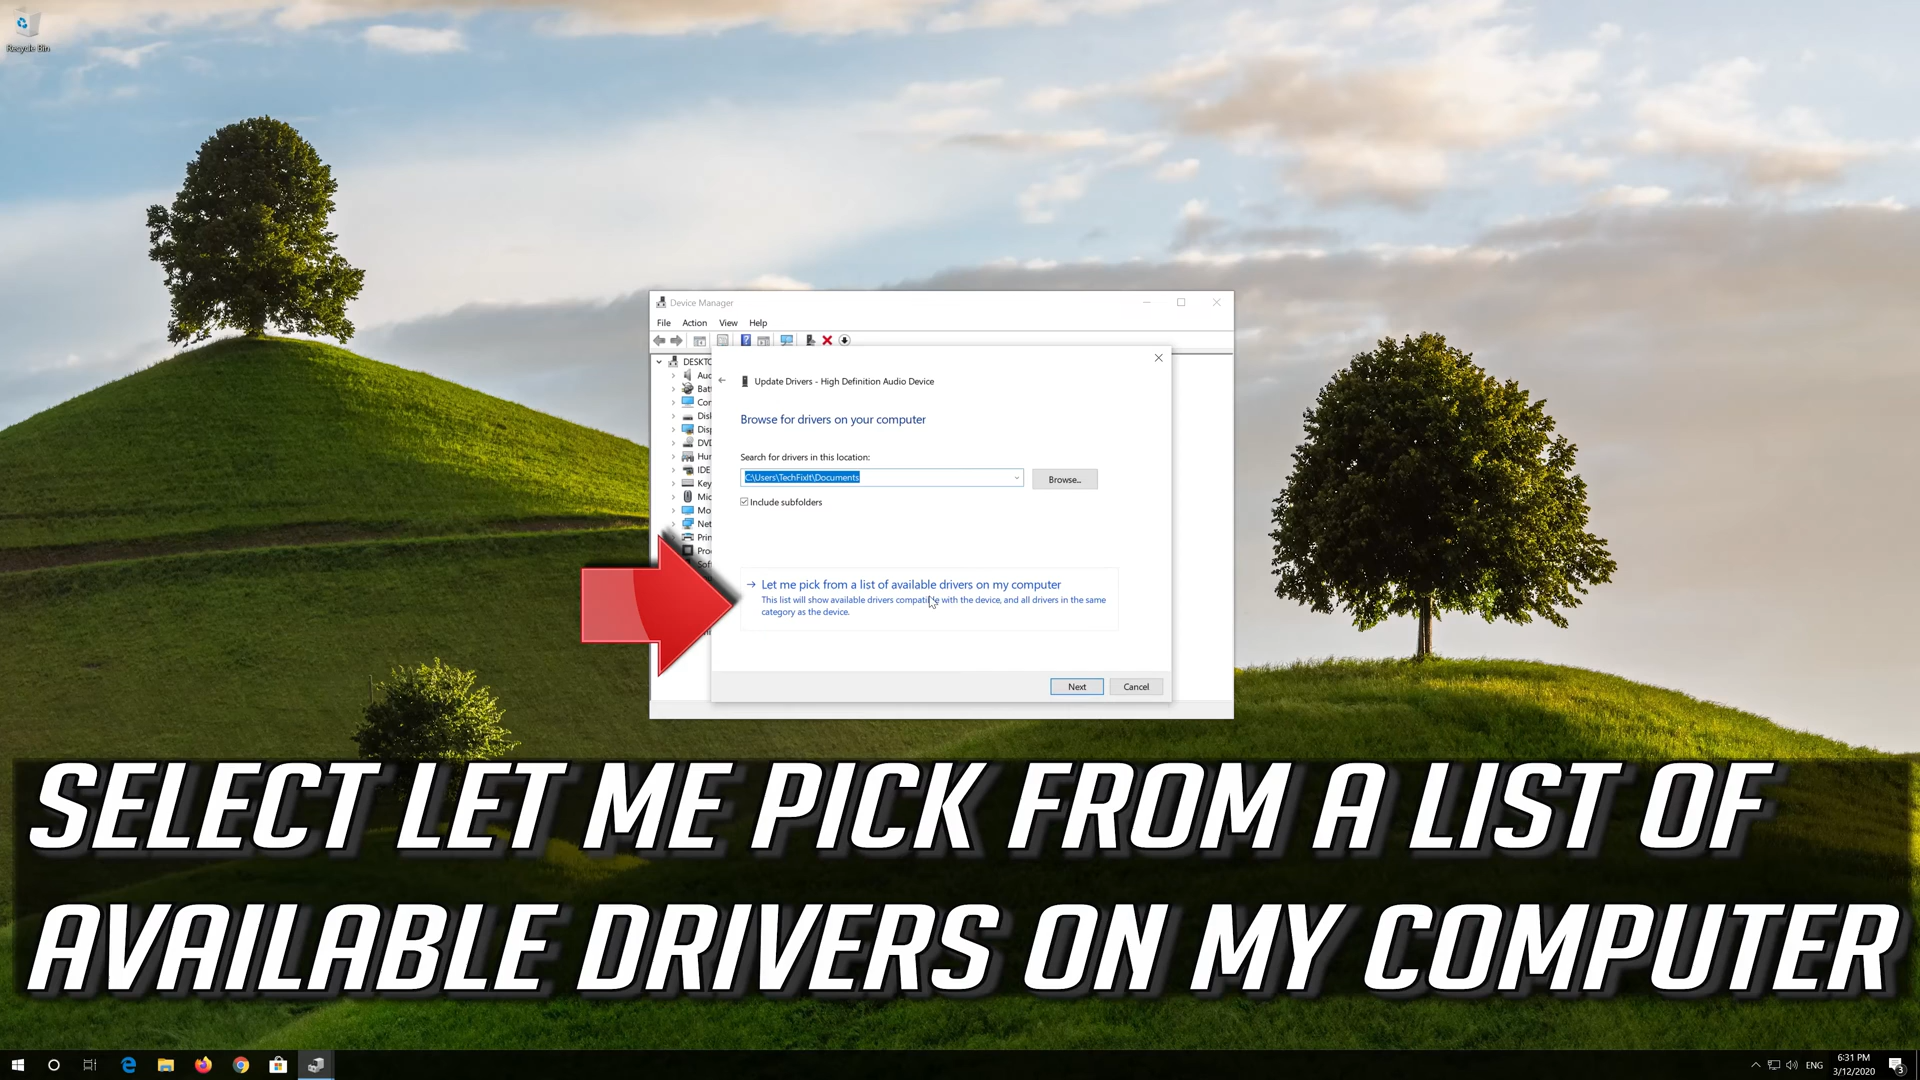 Recycle Bin
Device Manager
File Action View Help
DESKTO
Auc
Bat
Cor
Disk
Disp
DVD
Hur
IDE
Key
Mic
Mo
Net
Prin
Pro
Sof
Update Drivers - High Definition Audio Device
Browse for drivers on your computer
Search for drivers in this location:
C:\Users\TechFixIt\Documents
Browse...
Include subfolders
Let me pick from a list of available drivers on my computer
This list will show available drivers compatible with the device, and all drivers in the same
category as the device.
Next Cancel
SELECT LET ME PICK FROM A LIST OF
AVAILABLE DRIVERS ON MY COMPUTER
ENG
6:31 PM
3/12/2020
3